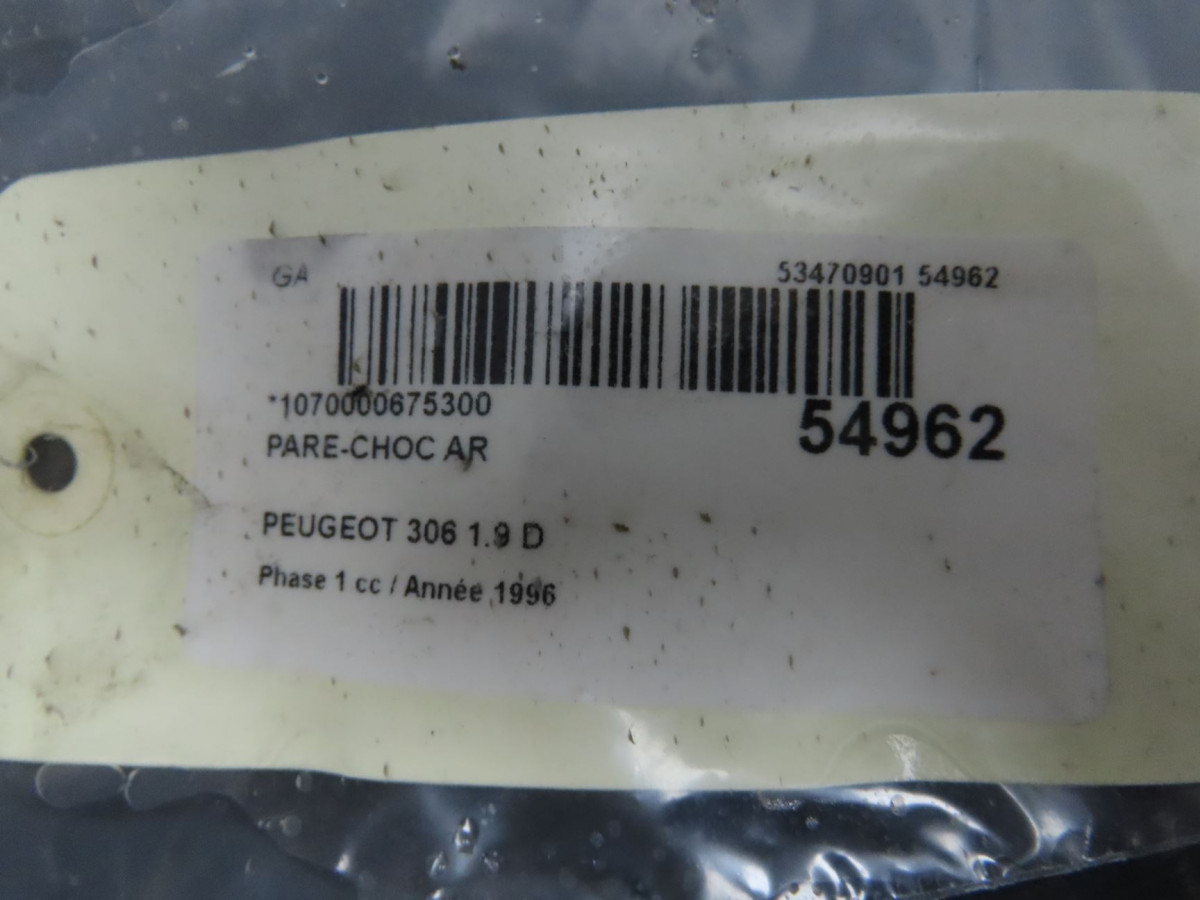 GA 53470901 54962
*1070000675300
54962
PARE-CHOC AR
PEUGEOT 306 1.9 D
Phase 1 cc / Année 1996